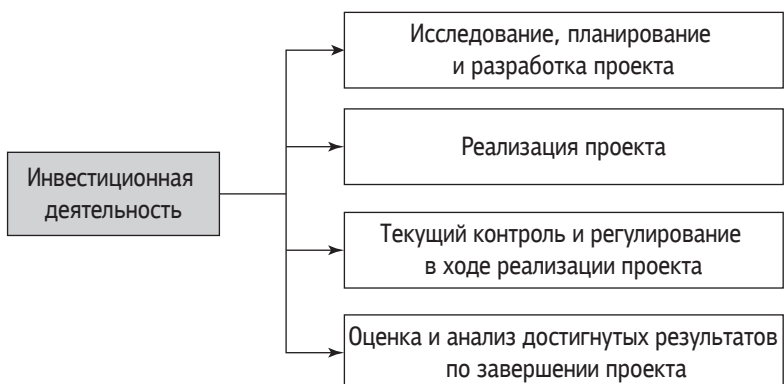 Исследование, планирование
и разработка проекта
Реализация проекта
Инвестиционная
деятельность
Текущий контроль и регулирование
в ходе реализации проекта
Оценка и анализ достигнутых результатов
по завершении проекта